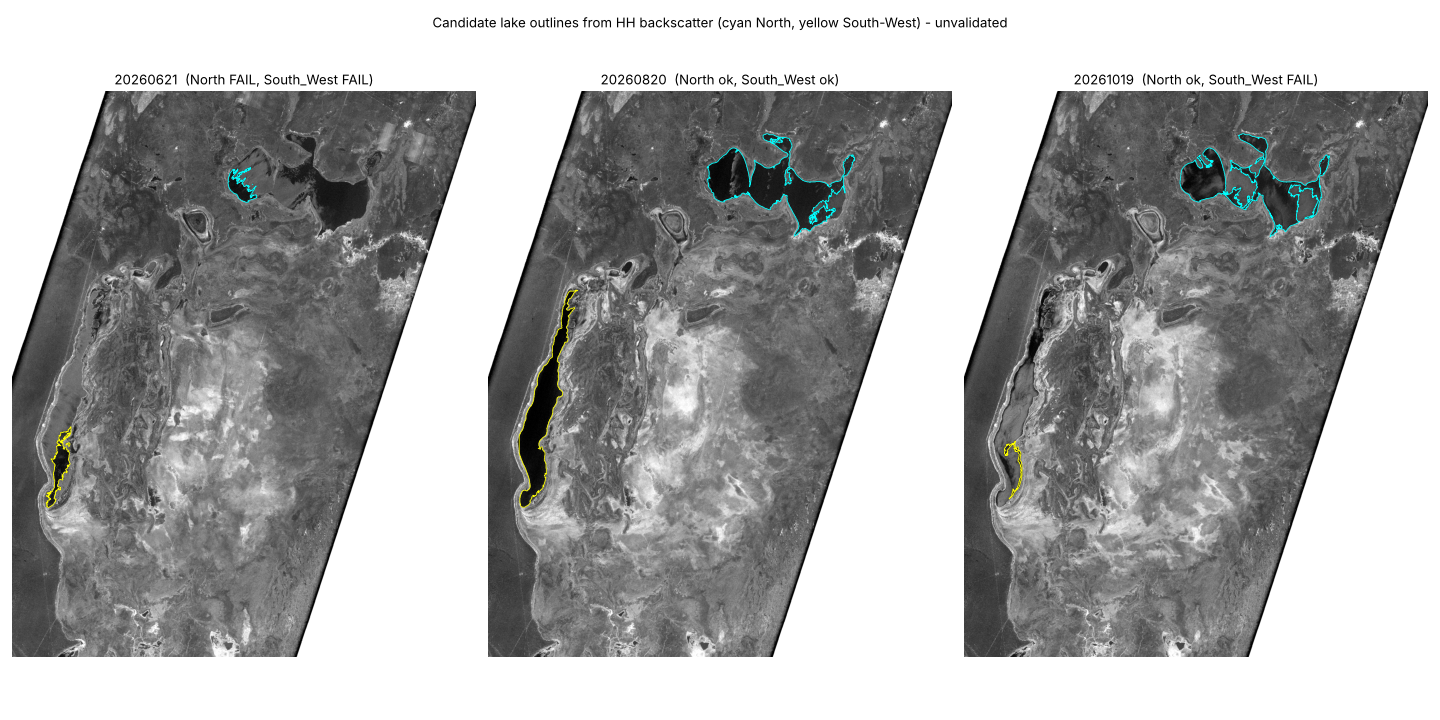 Candidate lake outlines from HH backscatter (cyan North, yellow South-West) - unvalidated
20260621 (North FAIL, South_West FAIL)
20260820 (North ok, South_West ok)
20261019 (North ok, South_West FAIL)